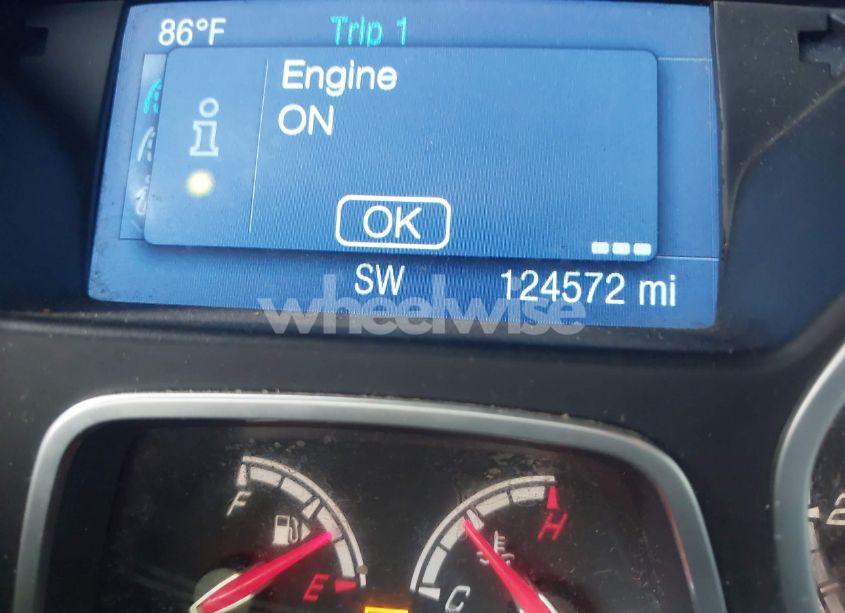 86°F Trip 1
Engine
ON
OK
SW 124572 mi
wheelwise
F H
E C